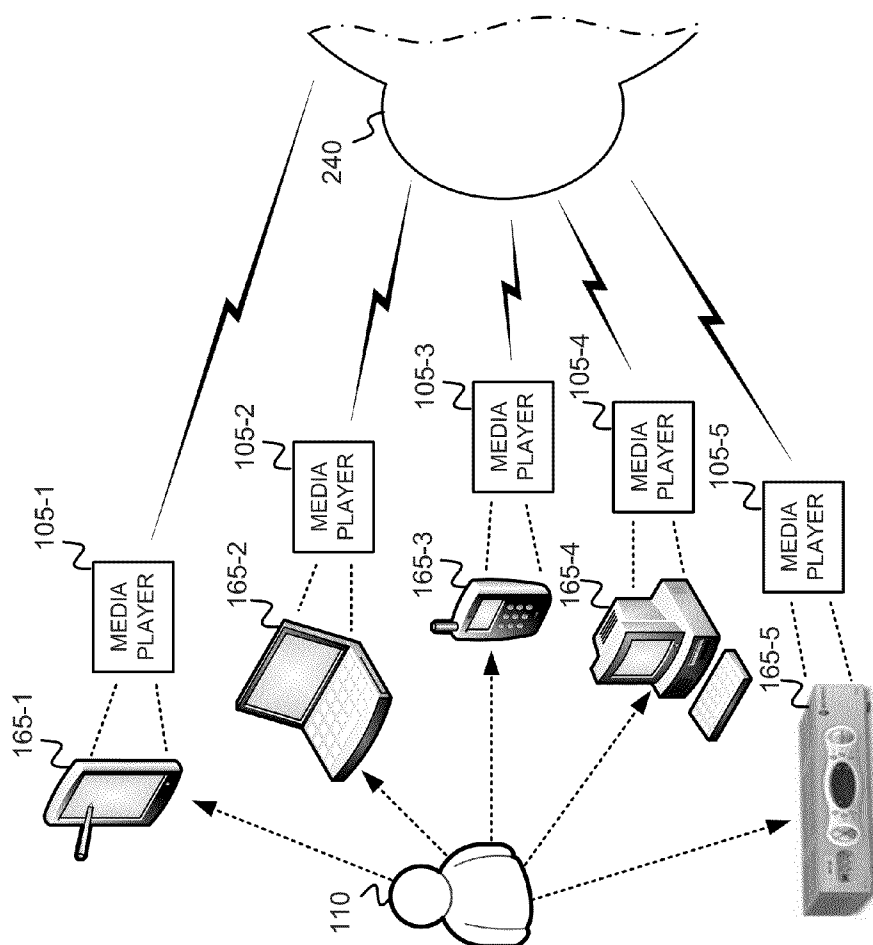 240
105-1
MEDIA
PLAYER
165-1
105-2
MEDIA
PLAYER
165-2
105-3
MEDIA
PLAYER
165-3
105-4
MEDIA
PLAYER
165-4
105-5
MEDIA
PLAYER
165-5
110